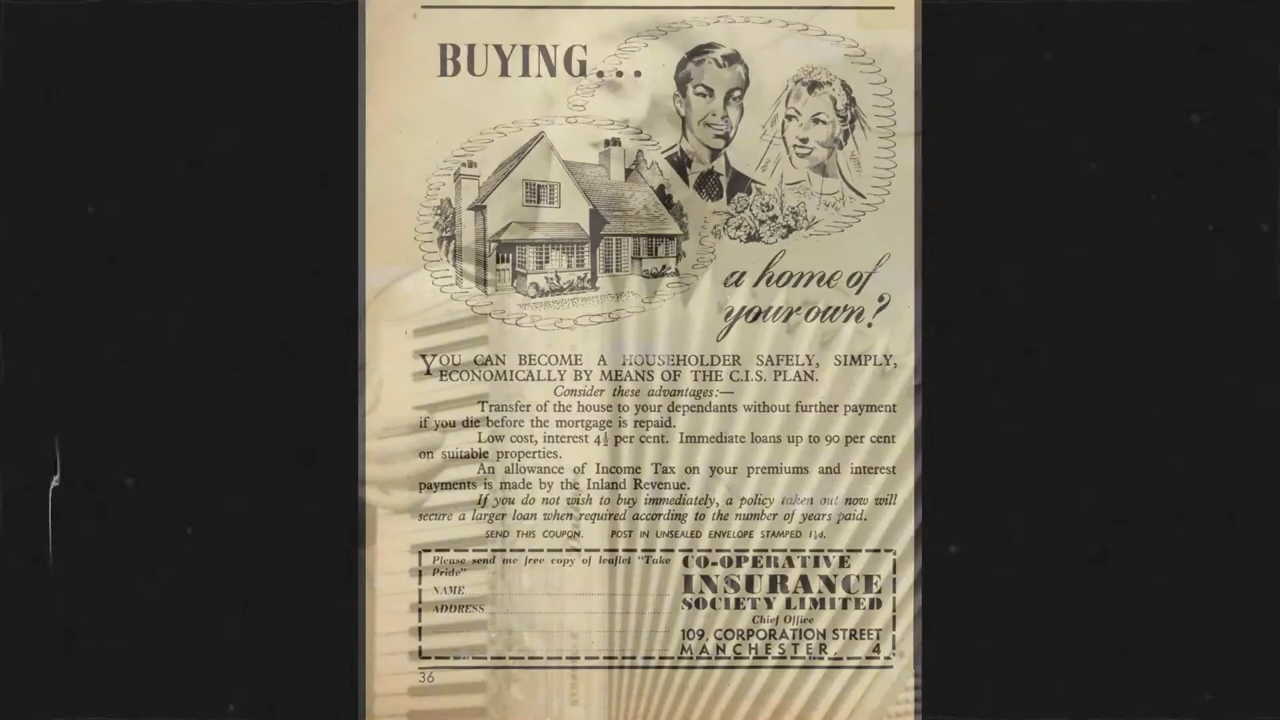 BUYING...
a home of
your own?
YOU CAN BECOME A HOUSEHOLDER SAFELY, SIMPLY,
ECONOMICALLY BY MEANS OF THE C.I.S. PLAN.
Consider these advantages:—
Transfer of the house to your dependants without further payment
if you die before the mortgage is repaid.
Low cost, interest 4½ per cent. Immediate loans up to 90 per cent
on suitable properties.
An allowance of Income Tax on your premiums and interest
payments is made by the Inland Revenue.
If you do not wish to buy immediately, a policy taken out now will
secure a larger loan when required according to the number of years paid.
SEND THIS COUPON. POST IN UNSEALED ENVELOPE STAMPED 1½d.
Please send me free copy of leaflet "Take
Pride"
NAME
ADDRESS
CO-OPERATIVE
INSURANCE
SOCIETY LIMITED
Chief Office
109, CORPORATION STREET
MANCHESTER, 4
36